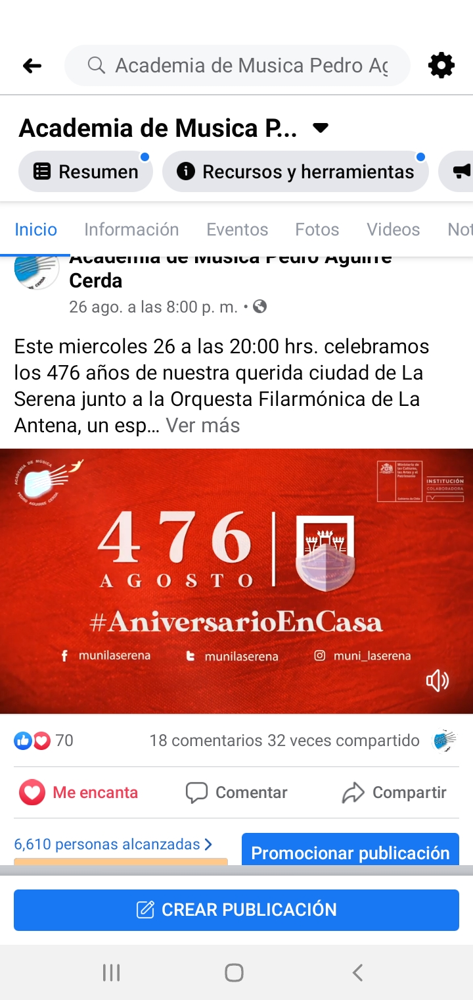 Academia de Musica Pedro Ag
Academia de Musica P...
Resumen
Recursos y herramientas
Inicio Información Eventos Fotos Videos Not
Academia de Musica Pedro Aguirre
Cerda
26 ago. a las 8:00 p. m. •
Este miercoles 26 a las 20:00 hrs. celebramos
los 476 años de nuestra querida ciudad de La
Serena junto a la Orquesta Filarmónica de La
Antena, un esp... Ver más
ACADEMIA DE MÚSICA
PEDRO AGUIRRE CERDA
Ministerio de
las Culturas,
las Artes y el
Patrimonio
Gobierno de Chile
INSTITUCIÓN
COLABORADORA
476
AGOSTO
#AniversarioEnCasa
munilaserena munilaserena muni_laserena
70 18 comentarios 32 veces compartido
Me encanta Comentar Compartir
6,610 personas alcanzadas
Promocionar publicación
CREAR PUBLICACIÓN